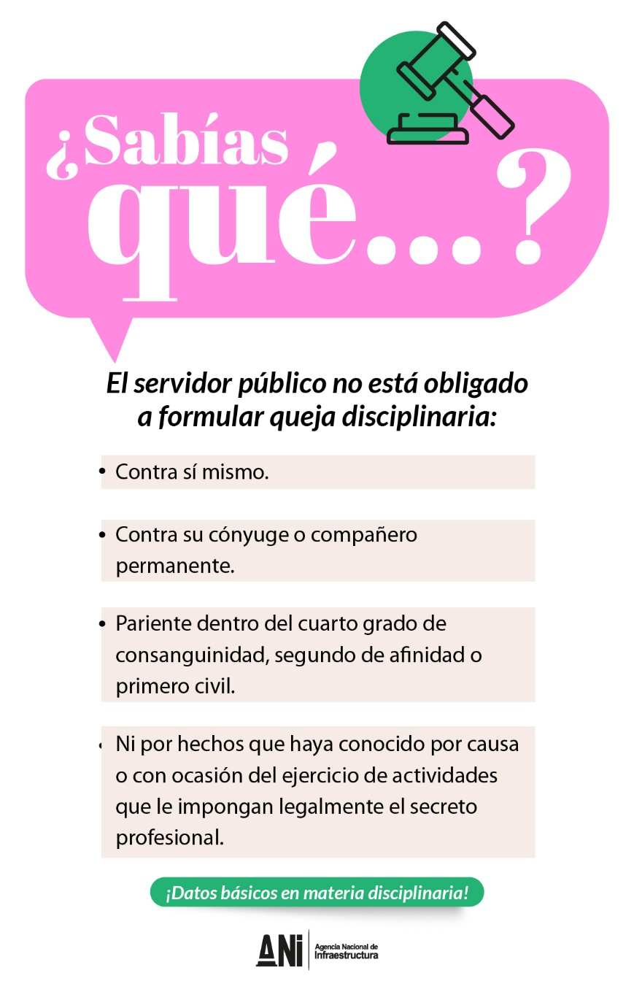 ¿Sabías
qué...?
El servidor público no está obligado
a formular queja disciplinaria:
• Contra sí mismo.
• Contra su cónyuge o compañero
permanente.
• Pariente dentro del cuarto grado de
consanguinidad, segundo de afinidad o
primero civil.
• Ni por hechos que haya conocido por causa
o con ocasión del ejercicio de actividades
que le impongan legalmente el secreto
profesional.
¡Datos básicos en materia disciplinaria!
ANi
Agencia Nacional de
Infraestructura